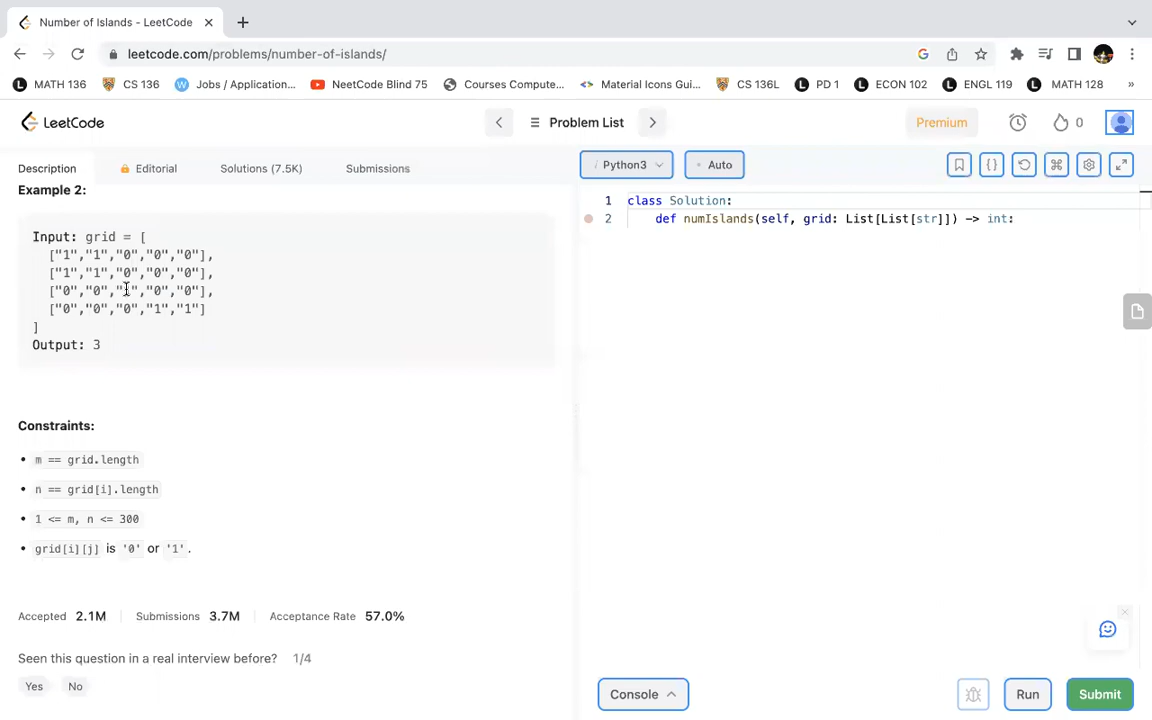 Number of Islands - LeetCode
leetcode.com/problems/number-of-islands/
MATH 136 CS 136 Jobs / Application... NeetCode Blind 75 Courses Compute... Material Icons Gui... CS 136L PD 1 ECON 102 ENGL 119 MATH 128 »
LeetCode Problem List Premium 0
Description Editorial Solutions (7.5K) Submissions
Python3 Auto
Example 2:
Input: grid = [
["1","1","0","0","0"],
["1","1","0","0","0"],
["0","0","1","0","0"],
["0","0","0","1","1"]
]
Output: 3
Constraints:
• m == grid.length
• n == grid[i].length
• 1 <= m, n <= 300
• grid[i][j] is '0' or '1'.
Accepted 2.1M Submissions 3.7M Acceptance Rate 57.0%
Seen this question in a real interview before? 1/4
Yes No
1 class Solution:
2 def numIslands(self, grid: List[List[str]]) -> int:
Console Run Submit